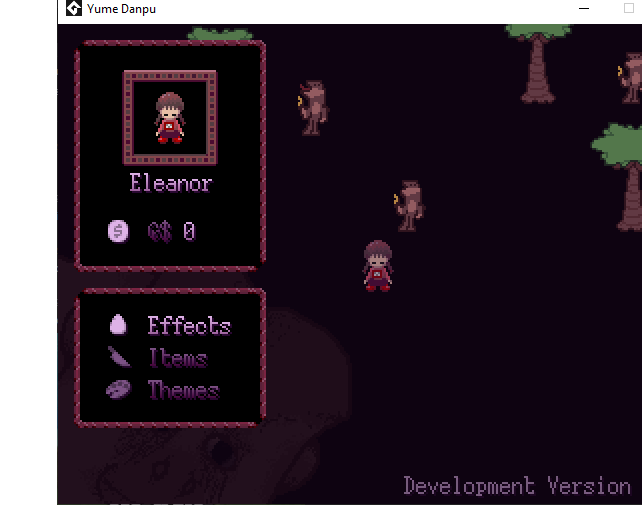 Yume Danpu
Eleanor
G$ 0
Effects
Items
Themes
Development Version